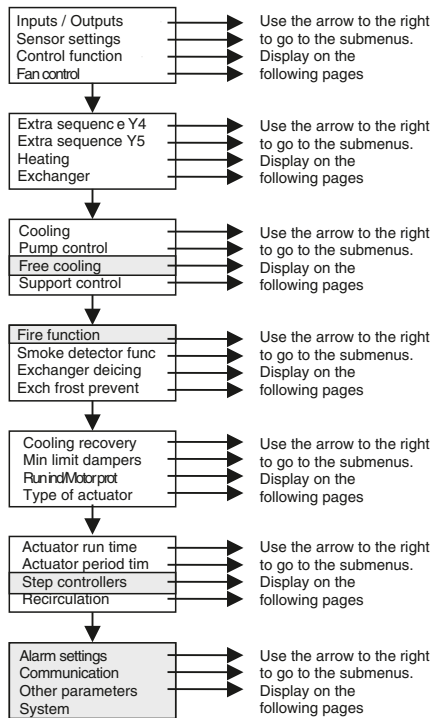 Inputs / Outputs
Sensor settings
Control function
Fan control
Use the arrow to the right
to go to the submenus.
Display on the
following pages
Extra sequenc e Y4
Extra sequence Y5
Heating
Exchanger
Use the arrow to the right
to go to the submenus.
Display on the
following pages
Cooling
Pump control
Free cooling
Support control
Use the arrow to the right
to go to the submenus.
Display on the
following pages
Fire function
Smoke detector func
Exchanger deicing
Exch frost prevent
Use the arrow to the right
to go to the submenus.
Display on the
following pages
Cooling recovery
Min limit dampers
Run ind/Motor prot
Type of actuator
Use the arrow to the right
to go to the submenus.
Display on the
following pages
Actuator run time
Actuator period tim
Step controllers
Recirculation
Use the arrow to the right
to go to the submenus.
Display on the
following pages
Alarm settings
Communication
Other parameters
System
Use the arrow to the right
to go to the submenus.
Display on the
following pages